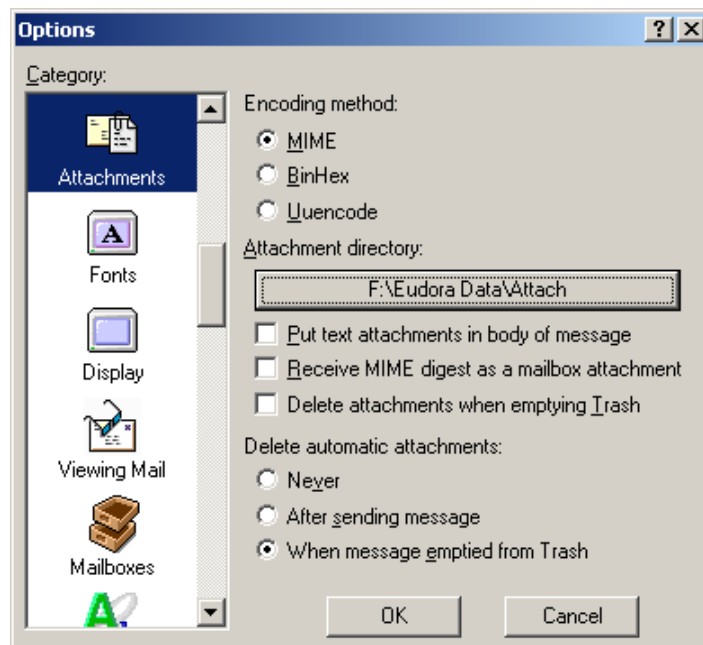 Options
Category:
Attachments
Fonts
Display
Viewing Mail
Mailboxes
Encoding method:
MIME
BinHex
Uuencode
Attachment directory:
F:\Eudora Data\Attach
Put text attachments in body of message
Receive MIME digest as a mailbox attachment
Delete attachments when emptying Trash
Delete automatic attachments:
Never
After sending message
When message emptied from Trash
OK
Cancel